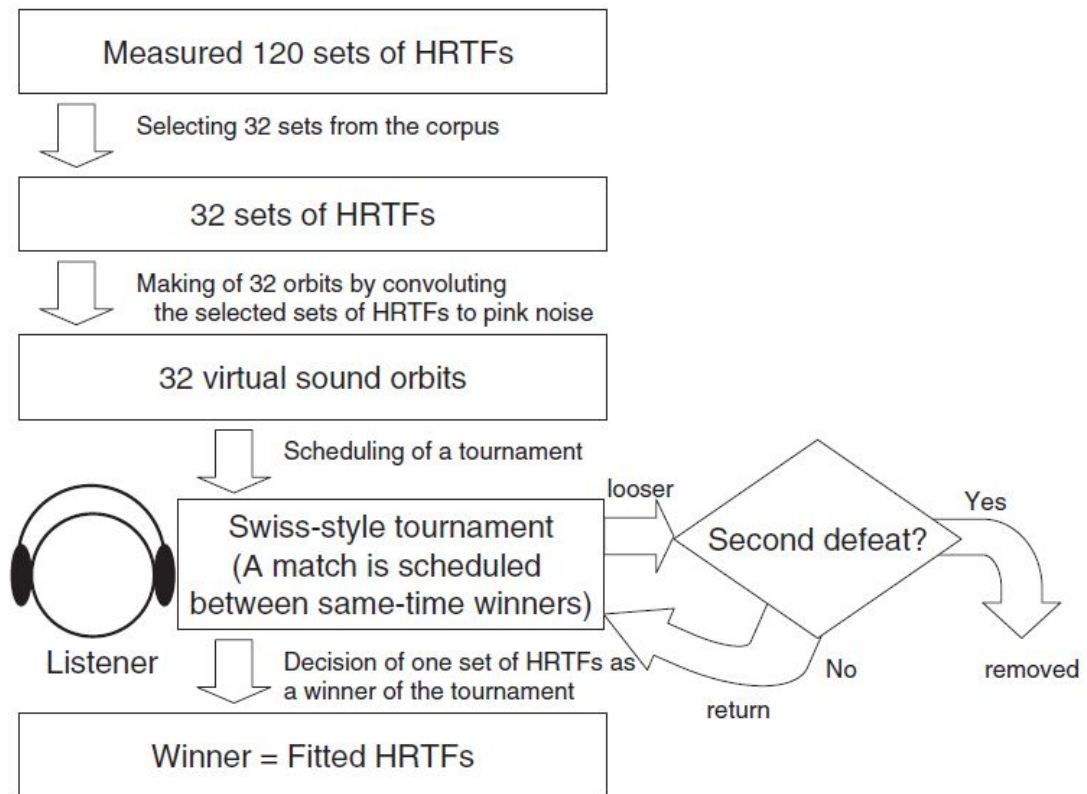 Measured 120 sets of HRTFs
Selecting 32 sets from the corpus
32 sets of HRTFs
Making of 32 orbits by convoluting
the selected sets of HRTFs to pink noise
32 virtual sound orbits
Scheduling of a tournament
looser
Yes
Swiss-style tournament
(A match is scheduled
between same-time winners)
Second defeat?
Listener
Decision of one set of HRTFs as
a winner of the tournament
No
removed
return
Winner = Fitted HRTFs